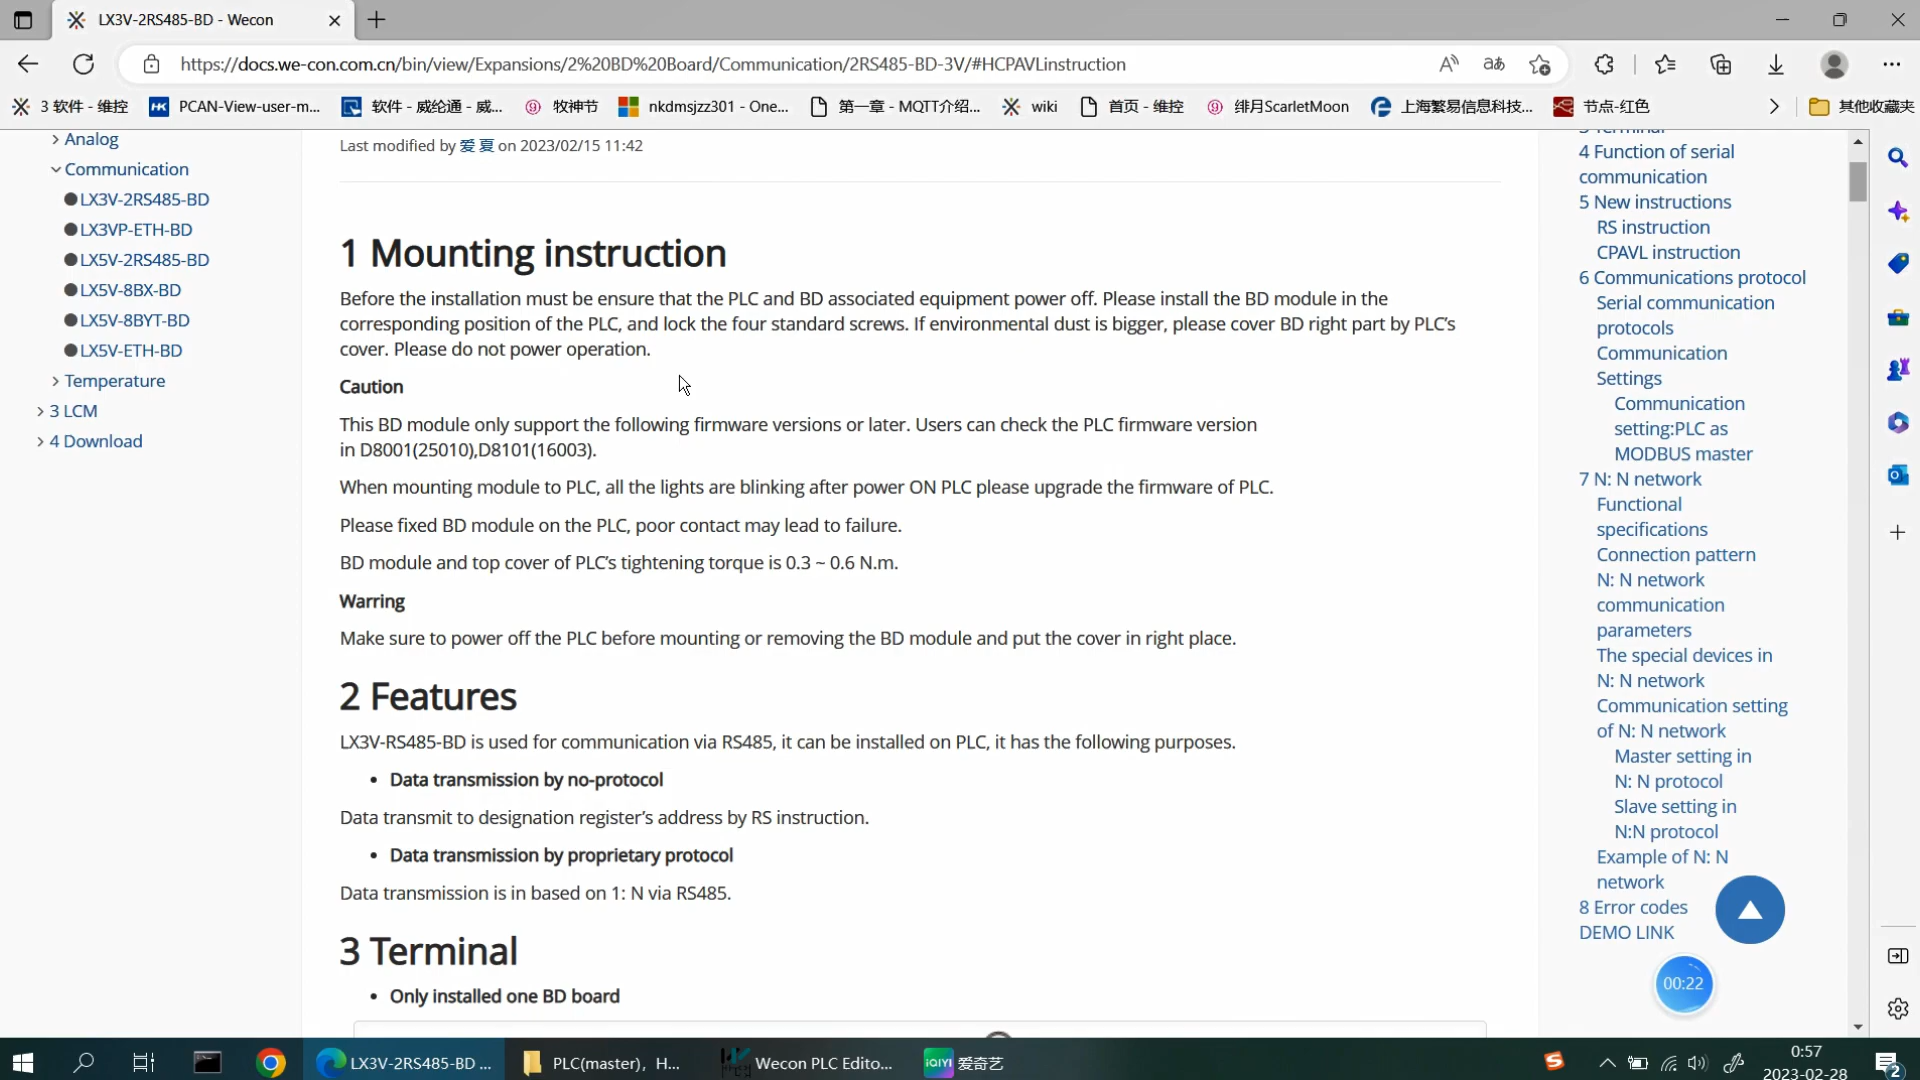 LX3V-2RS485-BD - Wecon
https://docs.we-con.com.cn/bin/view/Expansions/2%20BD%20Board/Communication/2RS485-BD-3V/#HCPAVLinstruction
3 软件 - 维控
PCAN-View-user-m...
软件 - 威纶通 - 威...
牧神节
nkdmsjzz301 - One...
第一章 - MQTT介绍...
wiki
首页 - 维控
绯月ScarletMoon
上海繁易信息科技...
节点-红色
其他收藏夹
Analog
Communication
LX3V-2RS485-BD
LX3VP-ETH-BD
LX5V-2RS485-BD
LX5V-8BX-BD
LX5V-8BYT-BD
LX5V-ETH-BD
Temperature
3 LCM
4 Download
Last modified by 爱 夏 on 2023/02/15 11:42
1 Mounting instruction
Before the installation must be ensure that the PLC and BD associated equipment power off. Please install the BD module in the
corresponding position of the PLC, and lock the four standard screws. If environmental dust is bigger, please cover BD right part by PLC's
cover. Please do not power operation.
Caution
This BD module only support the following firmware versions or later. Users can check the PLC firmware version
in D8001(25010),D8101(16003).
When mounting module to PLC, all the lights are blinking after power ON PLC please upgrade the firmware of PLC.
Please fixed BD module on the PLC, poor contact may lead to failure.
BD module and top cover of PLC's tightening torque is 0.3 ~ 0.6 N.m.
Warring
Make sure to power off the PLC before mounting or removing the BD module and put the cover in right place.
2 Features
LX3V-RS485-BD is used for communication via RS485, it can be installed on PLC, it has the following purposes.
• Data transmission by no-protocol
Data transmit to designation register's address by RS instruction.
• Data transmission by proprietary protocol
Data transmission is in based on 1: N via RS485.
3 Terminal
• Only installed one BD board
3 Terminal
4 Function of serial
communication
5 New instructions
RS instruction
CPAVL instruction
6 Communications protocol
Serial communication
protocols
Communication
Settings
Communication
setting:PLC as
MODBUS master
7 N: N network
Functional
specifications
Connection pattern
N: N network
communication
parameters
The special devices in
N: N network
Communication setting
of N: N network
Master setting in
N: N protocol
Slave setting in
N:N protocol
Example of N: N
network
8 Error codes
DEMO LINK
00:22
LX3V-2RS485-BD ...
PLC(master)，H...
Wecon PLC Edito...
iQIYI
爱奇艺
0:57
2023-02-28
2